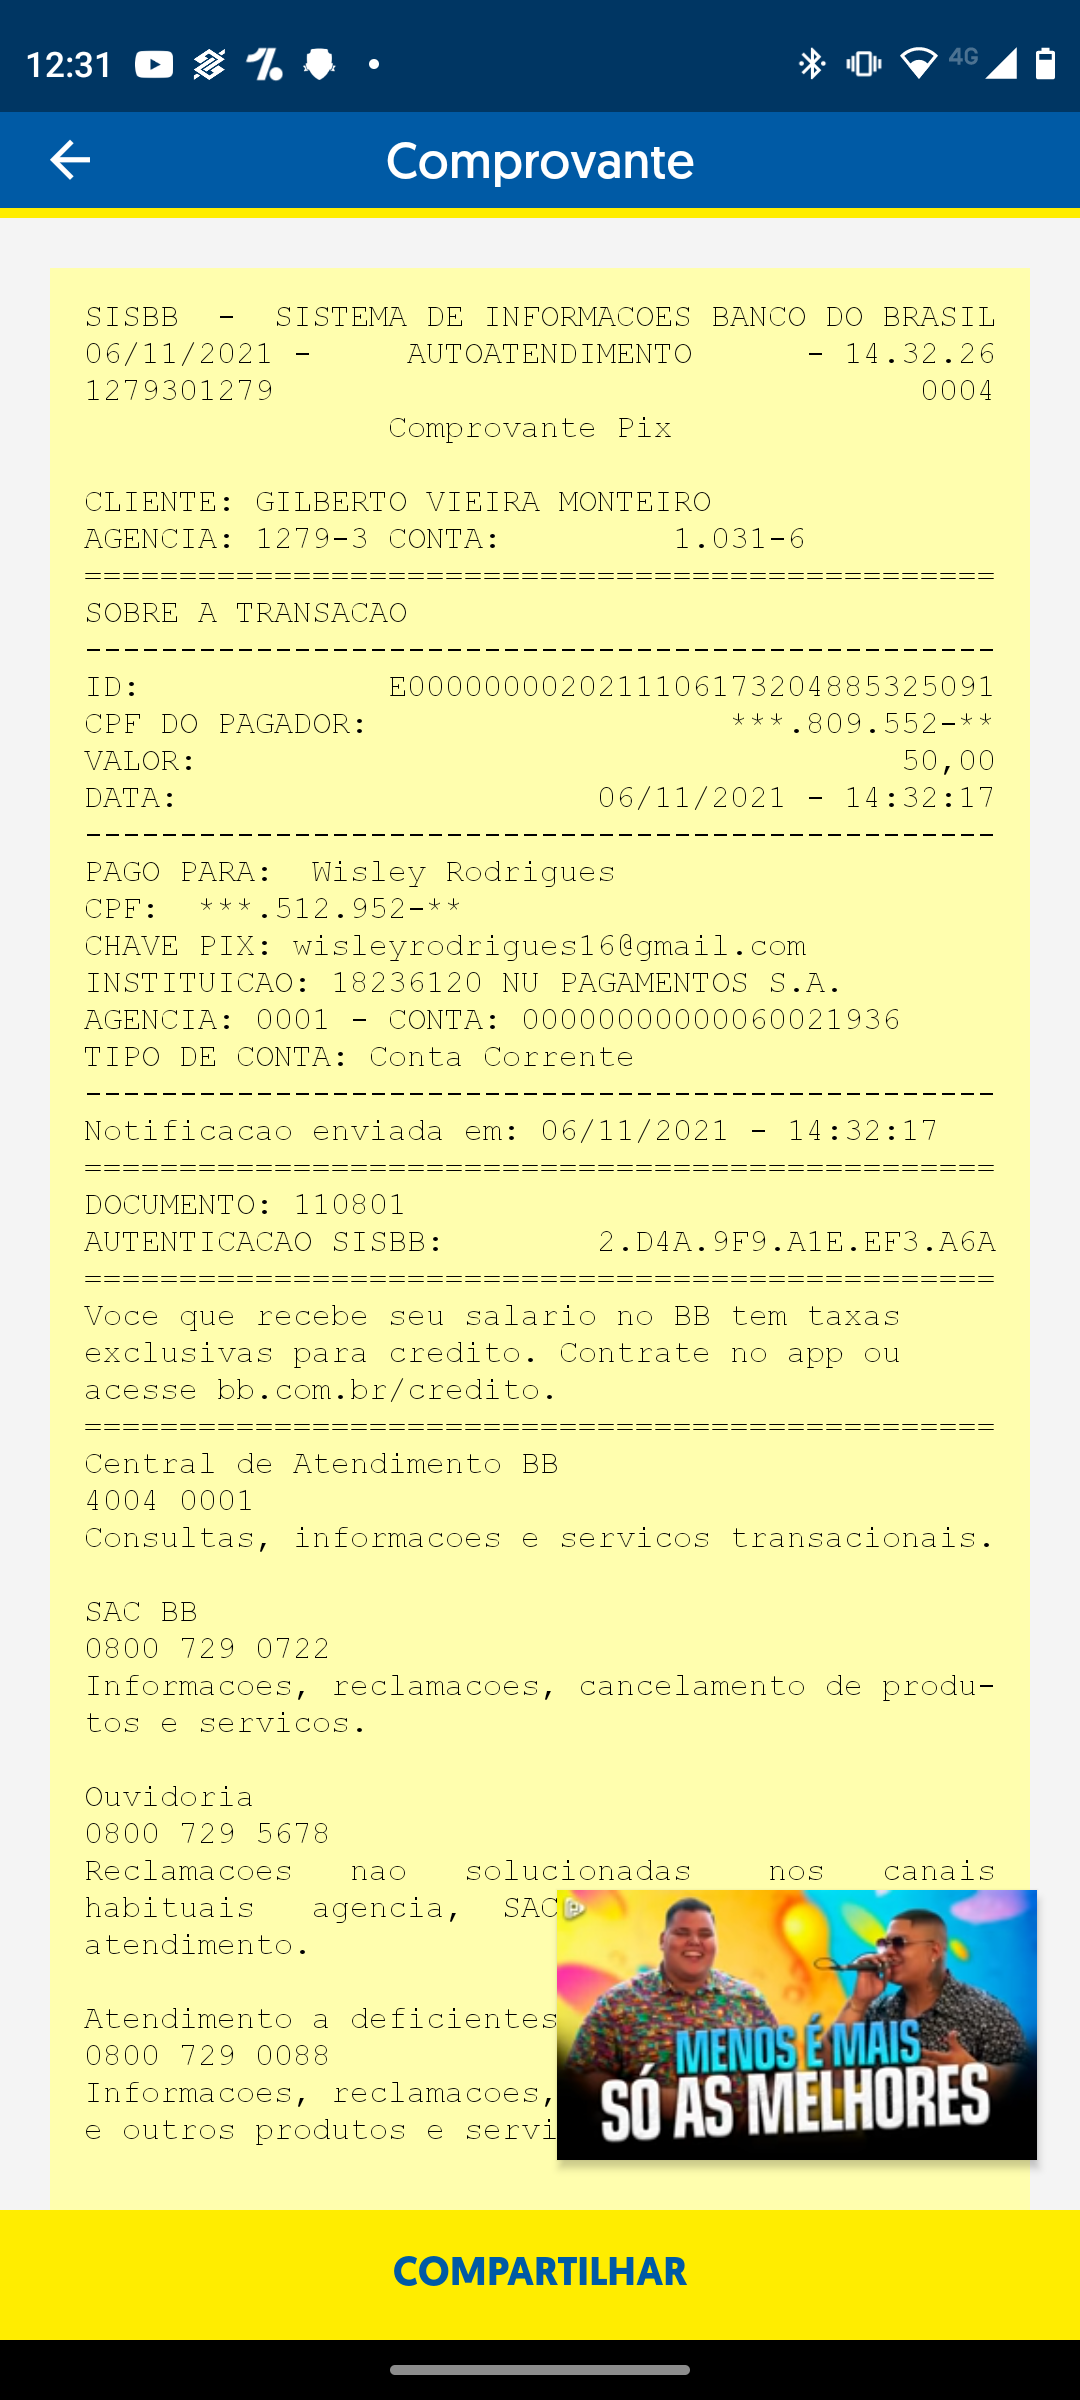 12:31
4G
Comprovante
SISBB - SISTEMA DE INFORMACOES BANCO DO BRASIL
06/11/2021 - AUTOATENDIMENTO - 14.32.26
1279301279 0004
Comprovante Pix
CLIENTE: GILBERTO VIEIRA MONTEIRO
AGENCIA: 1279-3 CONTA: 1.031-6
================================================
SOBRE A TRANSACAO
------------------------------------------------
ID: E00000000202111061732048853250​91
CPF DO PAGADOR: ***.809.552-**
VALOR: 50,00
DATA: 06/11/2021 - 14:32:17
------------------------------------------------
PAGO PARA: Wisley Rodrigues
CPF: ***.512.952-**
CHAVE PIX: wisleyrodrigues16@gmail.com
INSTITUICAO: 18236120 NU PAGAMENTOS S.A.
AGENCIA: 0001 - CONTA: 00000000000060021936
TIPO DE CONTA: Conta Corrente
------------------------------------------------
Notificacao enviada em: 06/11/2021 - 14:32:17
================================================
DOCUMENTO: 110801
AUTENTICACAO SISBB: 2.D4A.9F9.A1E.EF3.A6A
================================================
Voce que recebe seu salario no BB tem taxas
exclusivas para credito. Contrate no app ou
acesse bb.com.br/credito.
================================================
Central de Atendimento BB
4004 0001
Consultas, informacoes e servicos transacionais.
SAC BB
0800 729 0722
Informacoes, reclamacoes, cancelamento de produ-
tos e servicos.
Ouvidoria
0800 729 5678
Reclamacoes nao solucionadas nos canais
habituais agencia, SAC
atendimento.
Atendimento a deficientes
0800 729 0088
Informacoes, reclamacoes,
e outros produtos e servi
MENOS É MAIS
SÓ AS MELHORES
COMPARTILHAR